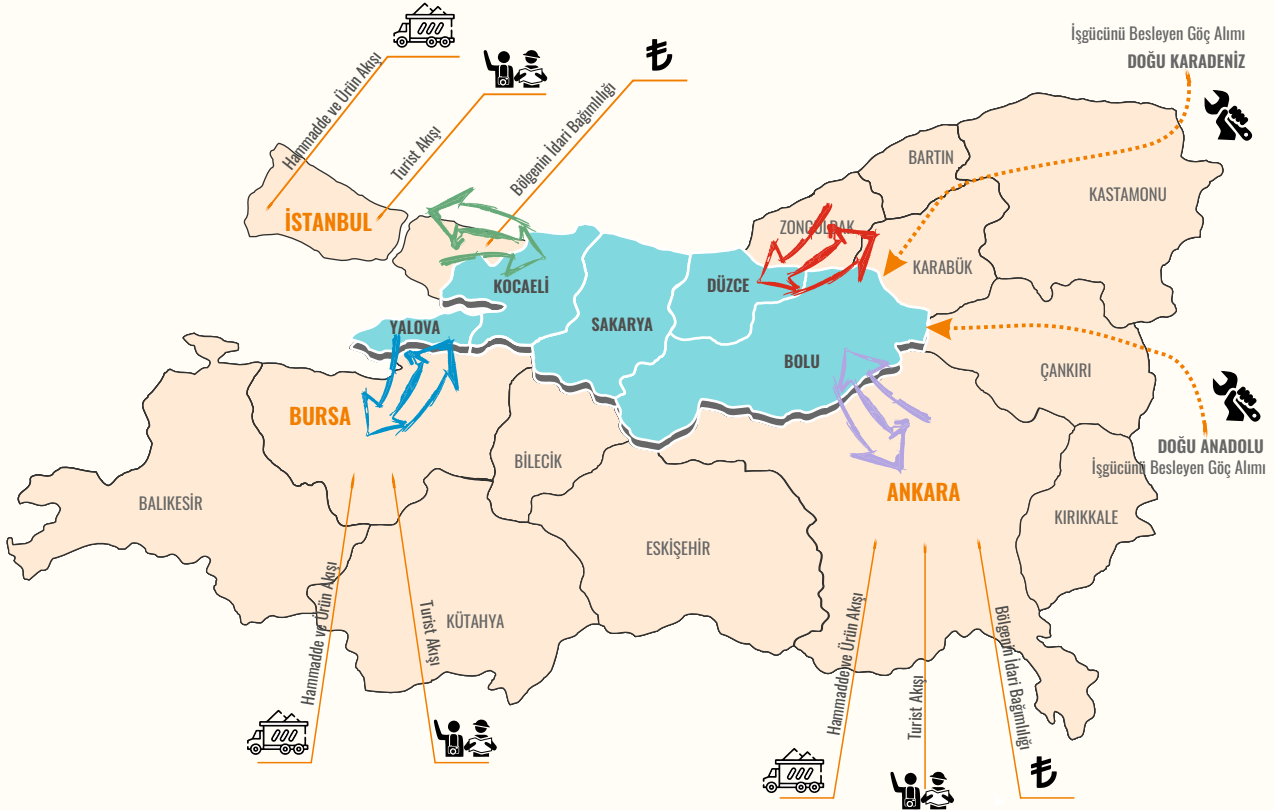 İşgücünü Besleyen Göç Alımı
DOĞU KARADENİZ
Hammadde ve Ürün Akışı
Turist Akışı
Bölgenin İdari Bağımlılığı
₺
BARTIN
KASTAMONU
ZONGULDAK
İSTANBUL
KARABÜK
KOCAELİ
DÜZCE
YALOVA
SAKARYA
BOLU
ÇANKIRI
BURSA
DOĞU ANADOLU
İşgücünü Besleyen Göç Alımı
BİLECİK
ANKARA
BALIKESİR
KIRIKKALE
ESKİŞEHİR
KÜTAHYA
Hammadde ve Ürün Akışı
Turist Akışı
Hammadde ve Ürün Akışı
Turist Akışı
Bölgenin İdari Bağımlılığı
₺